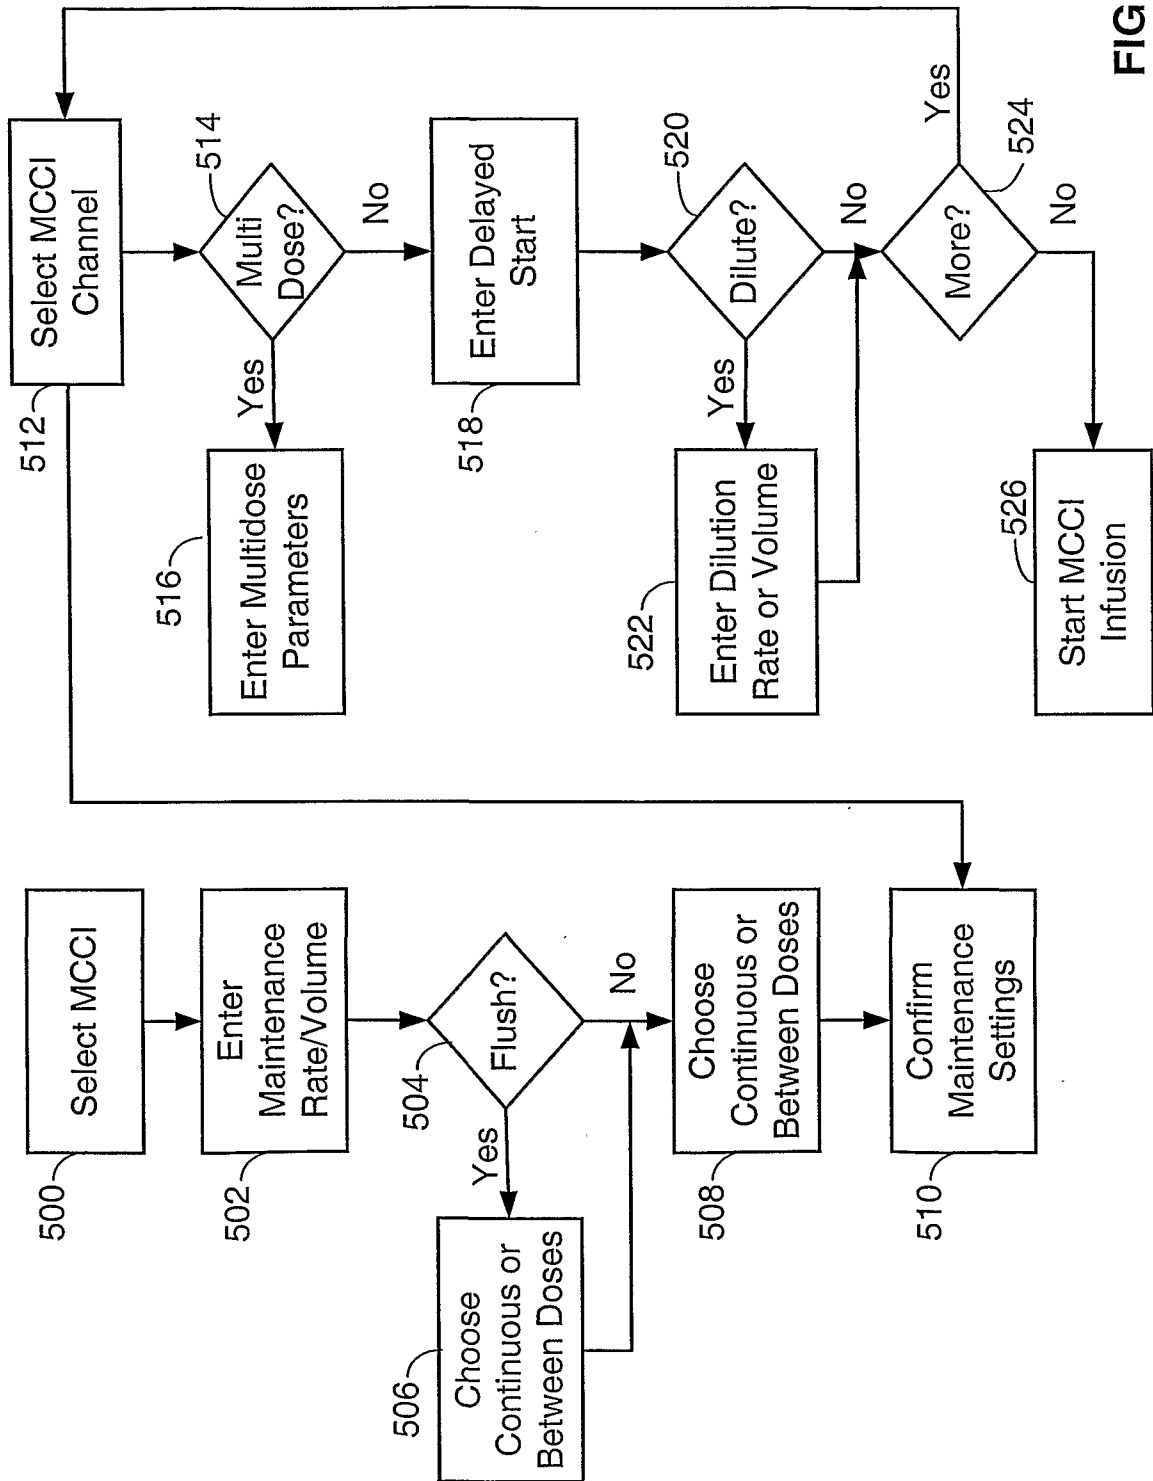 500
Select MCCI
502
Enter
Maintenance
Rate/Volume
504
Flush?
Yes
No
506
Choose
Continuous or
Between Doses
508
Choose
Continuous or
Between Doses
510
Confirm
Maintenance
Settings
512
Select MCCI
Channel
514
Multi
Dose?
Yes
No
516
Enter Multidose
Parameters
518
Enter Delayed
Start
520
Dilute?
Yes
No
522
Enter Dilution
Rate or Volume
524
More?
Yes
No
526
Start MCCI
Infusion
FIG